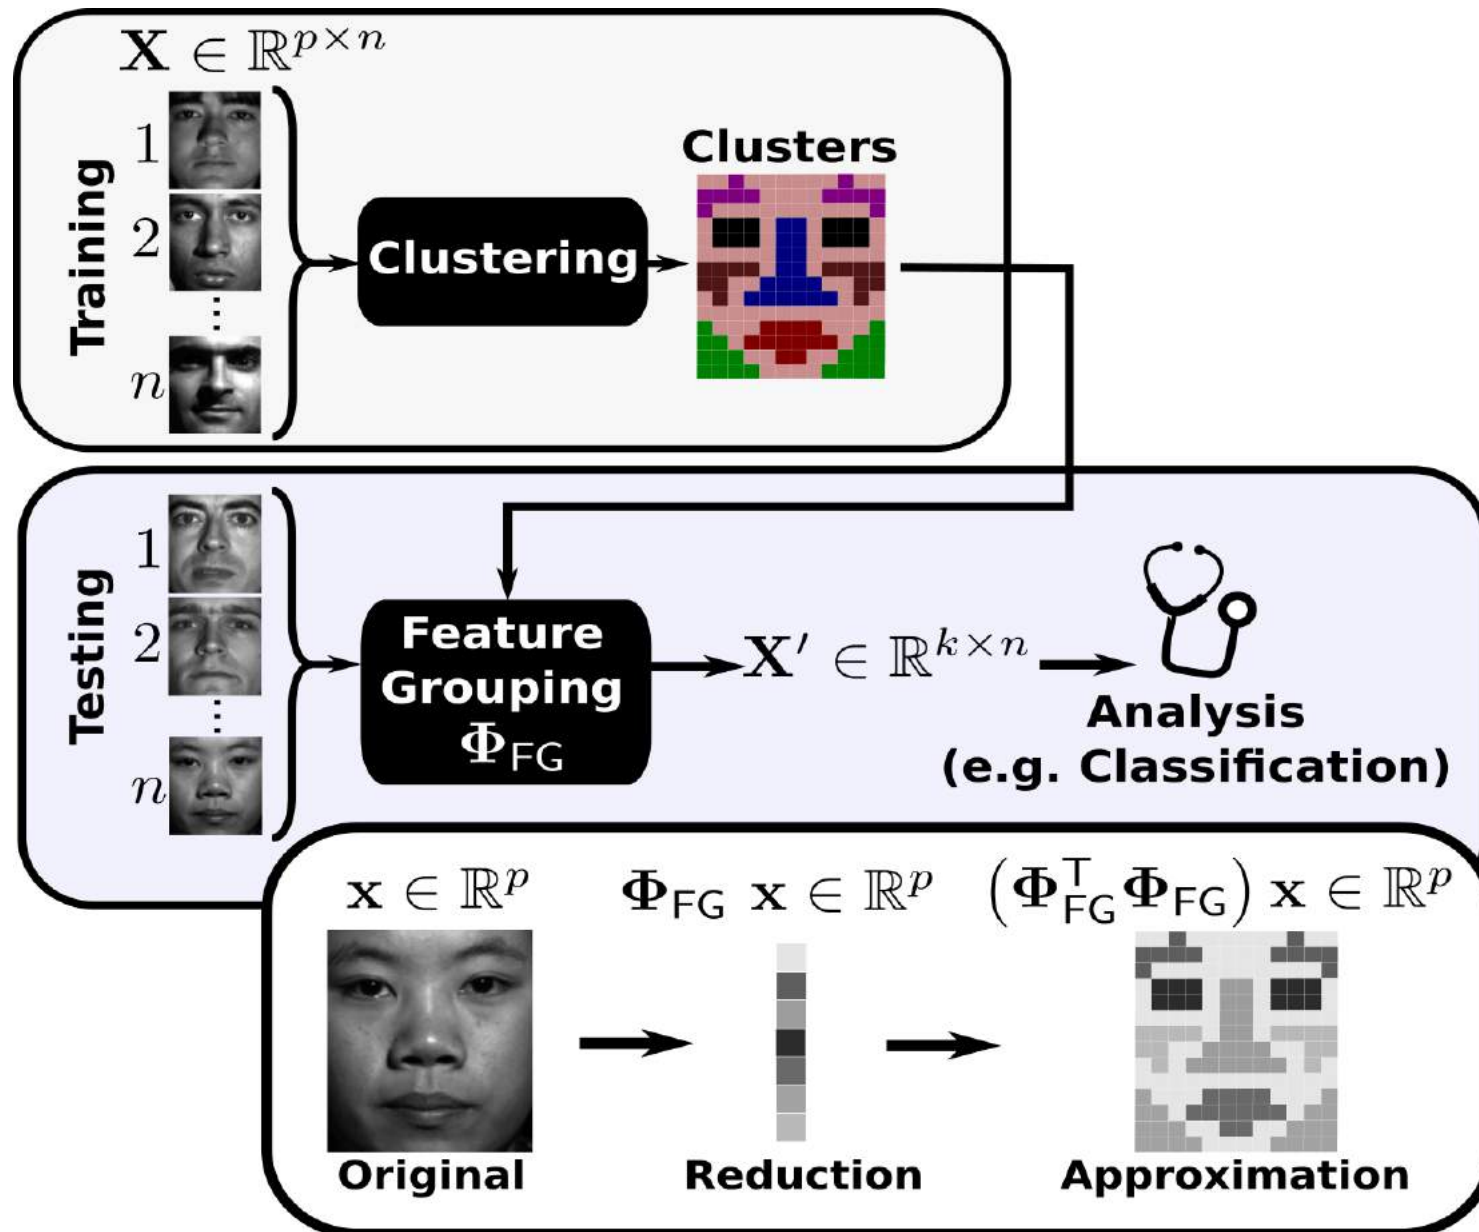 X ∈ ℝ^{p×n}
Training
1
2
⋮
n
Clustering
Clusters
Testing
1
2
⋮
n
Feature
Grouping
Φ_FG
X′ ∈ ℝ^{k×n}
Analysis
(e.g. Classification)
x ∈ ℝ^p
Φ_FG x ∈ ℝ^p
(Φ_FG^T Φ_FG) x ∈ ℝ^p
Original
Reduction
Approximation